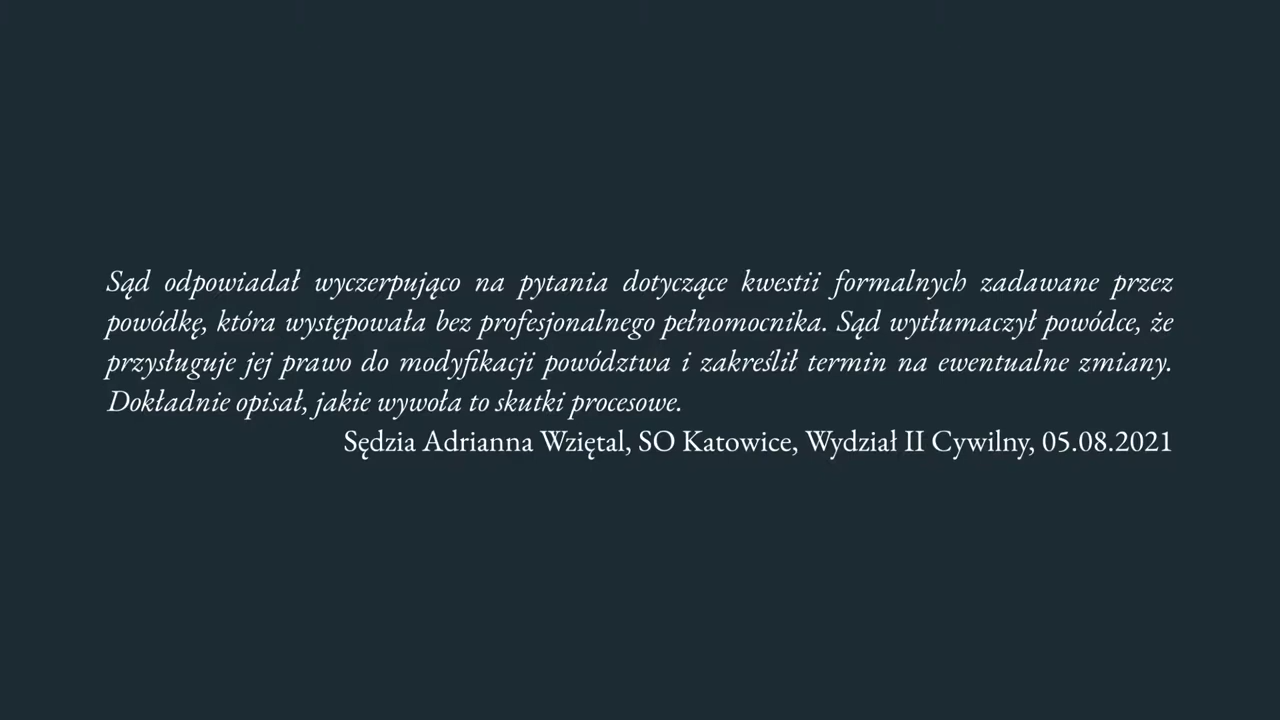 Sąd odpowiadał wyczerpująco na pytania dotyczące kwestii formalnych zadawane przez
powódkę, która występowała bez profesjonalnego pełnomocnika. Sąd wytłumaczył powódce, że
przysługuje jej prawo do modyfikacji powództwa i zakreślił termin na ewentualne zmiany.
Dokładnie opisał, jakie wywoła to skutki procesowe.
Sędzia Adrianna Wziętal, SO Katowice, Wydział II Cywilny, 05.08.2021